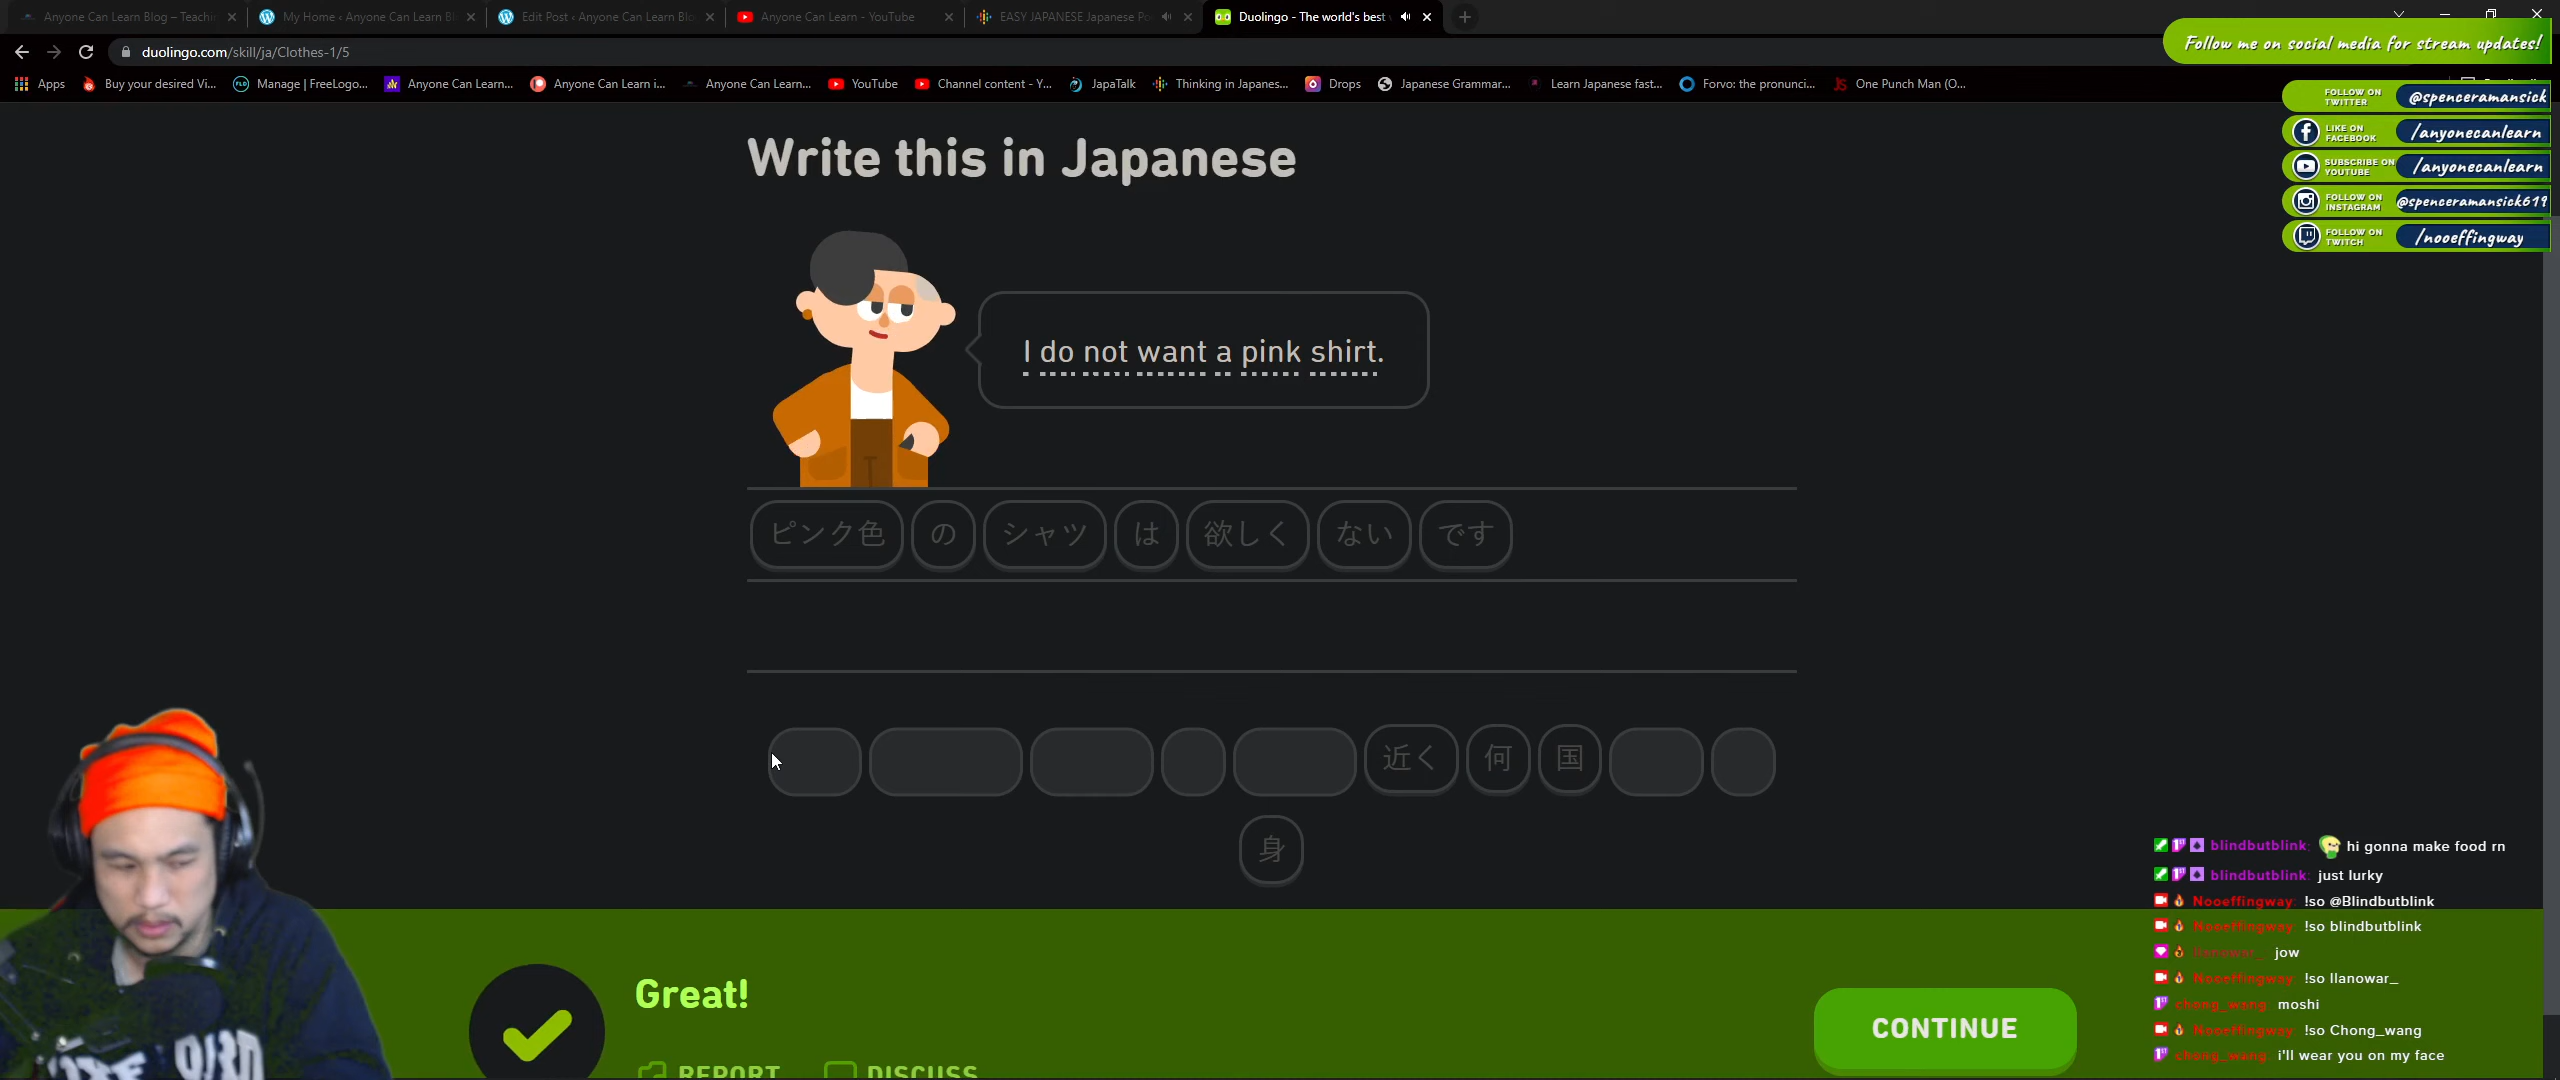 Anyone Can Learn Blog – Teachi
My Home ‹ Anyone Can Learn Bl
Edit Post ‹ Anyone Can Learn Blo
Anyone Can Learn - YouTube
EASY JAPANESE Japanese Po
Duolingo - The world's best
duolingo.com/skill/ja/Clothes-1/5
Apps
Buy your desired Vi...
Manage | FreeLogo...
Anyone Can Learn...
Anyone Can Learn i...
Anyone Can Learn...
YouTube
Channel content - Y...
JapaTalk
Thinking in Japanes...
Drops
Japanese Grammar...
Learn Japanese fast...
Forvo: the pronunci...
One Punch Man (O...
Follow me on social media for stream updates!
FOLLOW ON TWITTER @spenceramansick
LIKE ON FACEBOOK /anyonecanlearn
SUBSCRIBE ON YOUTUBE /anyonecanlearn
FOLLOW ON INSTAGRAM @spenceramansick619
FOLLOW ON TWITCH /nooeffingway
Write this in Japanese
I do not want a pink shirt.
ピンク色 の シャツ は 欲しく ない です
近く 何 国
身
Great!
REPORT DISCUSS
CONTINUE
blindbutblink: hi gonna make food rn
blindbutblink: just lurky
Nooeffingway: !so @Blindbutblink
Nooeffingway: !so blindbutblink
llanowar_: jow
Nooeffingway: !so llanowar_
chong_wang: moshi
Nooeffingway: !so Chong_wang
chong_wang: i'll wear you on my face